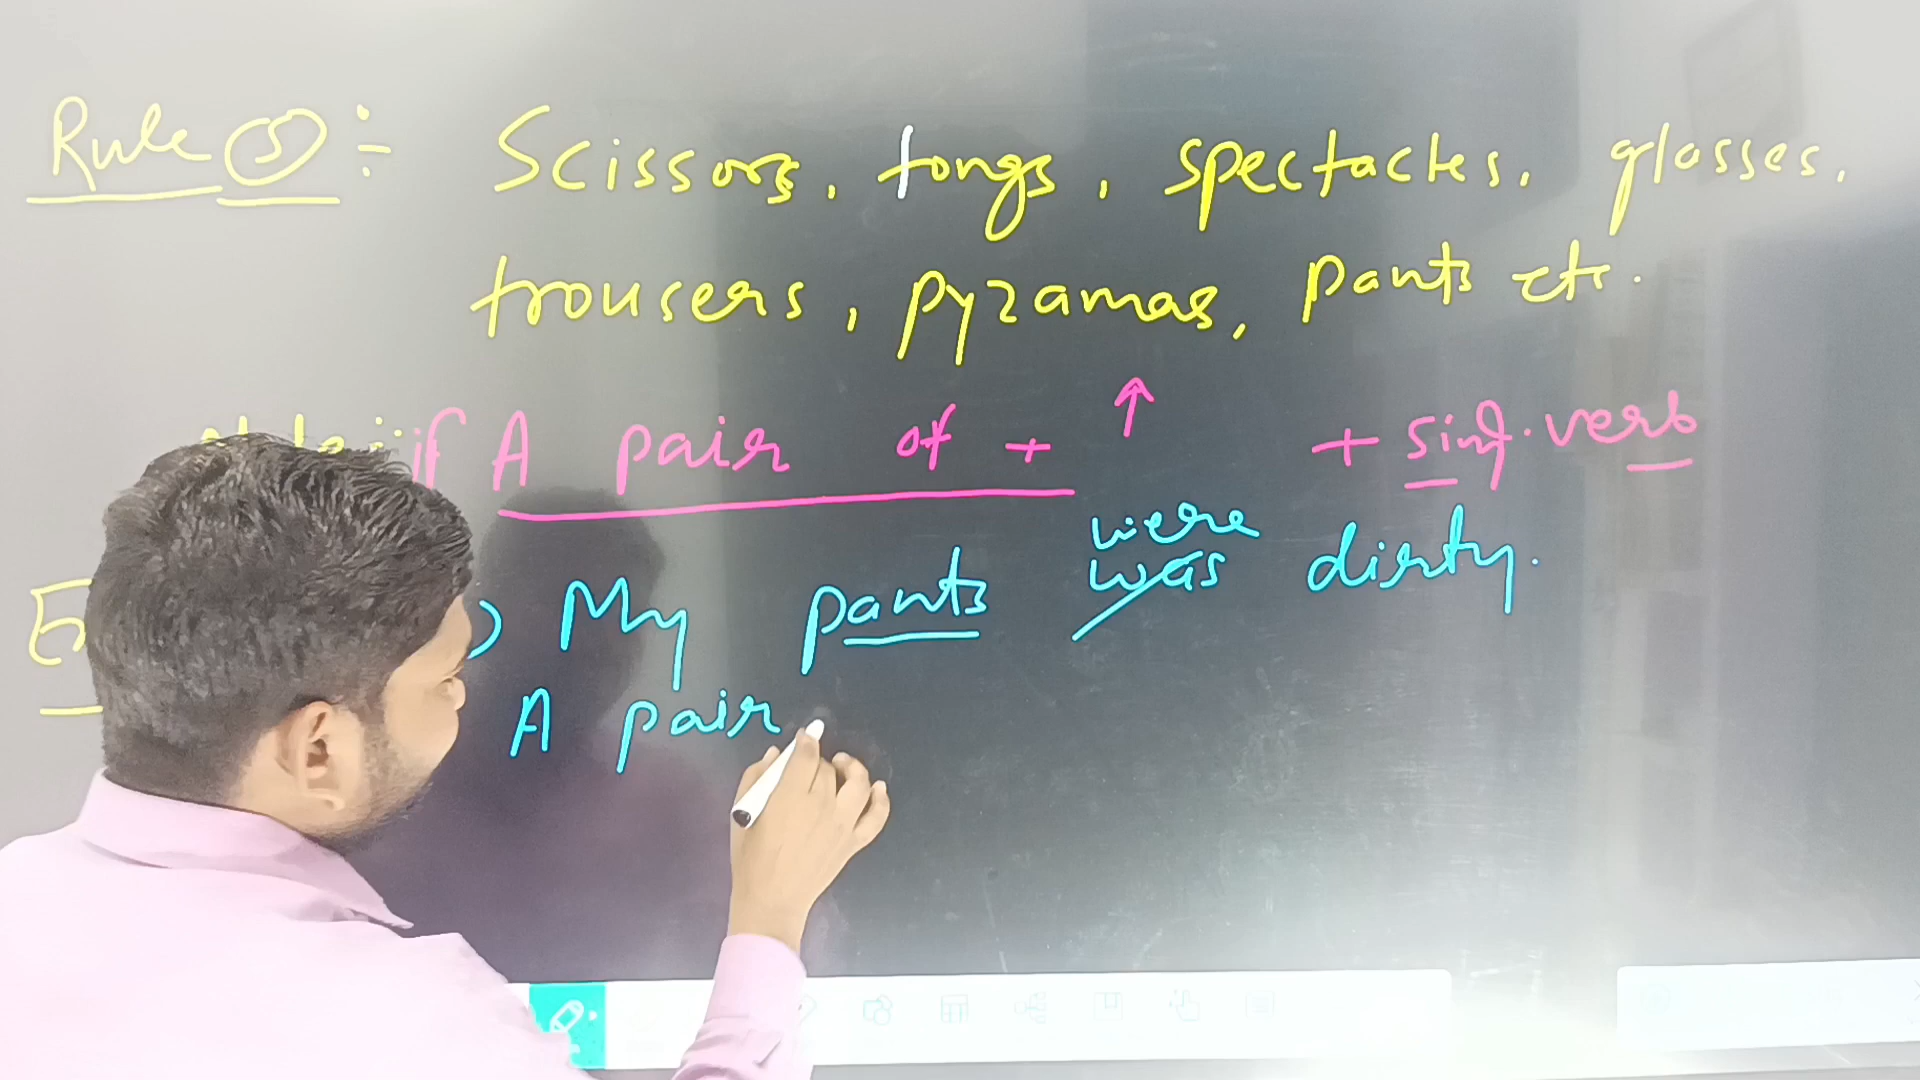 Rule ⑤ :-  Scissors, tongs, spectacles, glasses,
trousers, pyzamas, pants etc.
if A pair of + ↑ + sing. verb
were
) My pants was dirty.
A pair